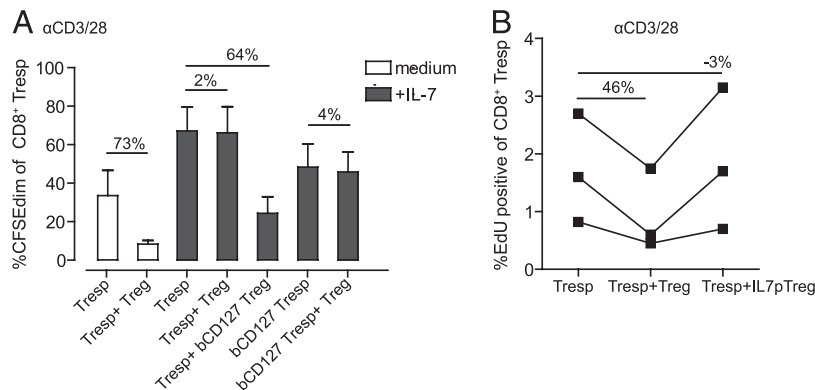 A αCD3/28
%CFSEdim of CD8⁺ Tresp
100
80
60
40
20
0
73%
2%
64%
4%
medium
+IL-7
Tresp
Tresp+ Treg
Tresp
Tresp+ Treg
Tresp+ bCD127 Treg
bCD127 Tresp
bCD127 Tresp+ Treg
B αCD3/28
%EdU positive of CD8⁺ Tresp
4
3
2
1
0
-3%
46%
Tresp
Tresp+Treg
Tresp+IL7pTreg